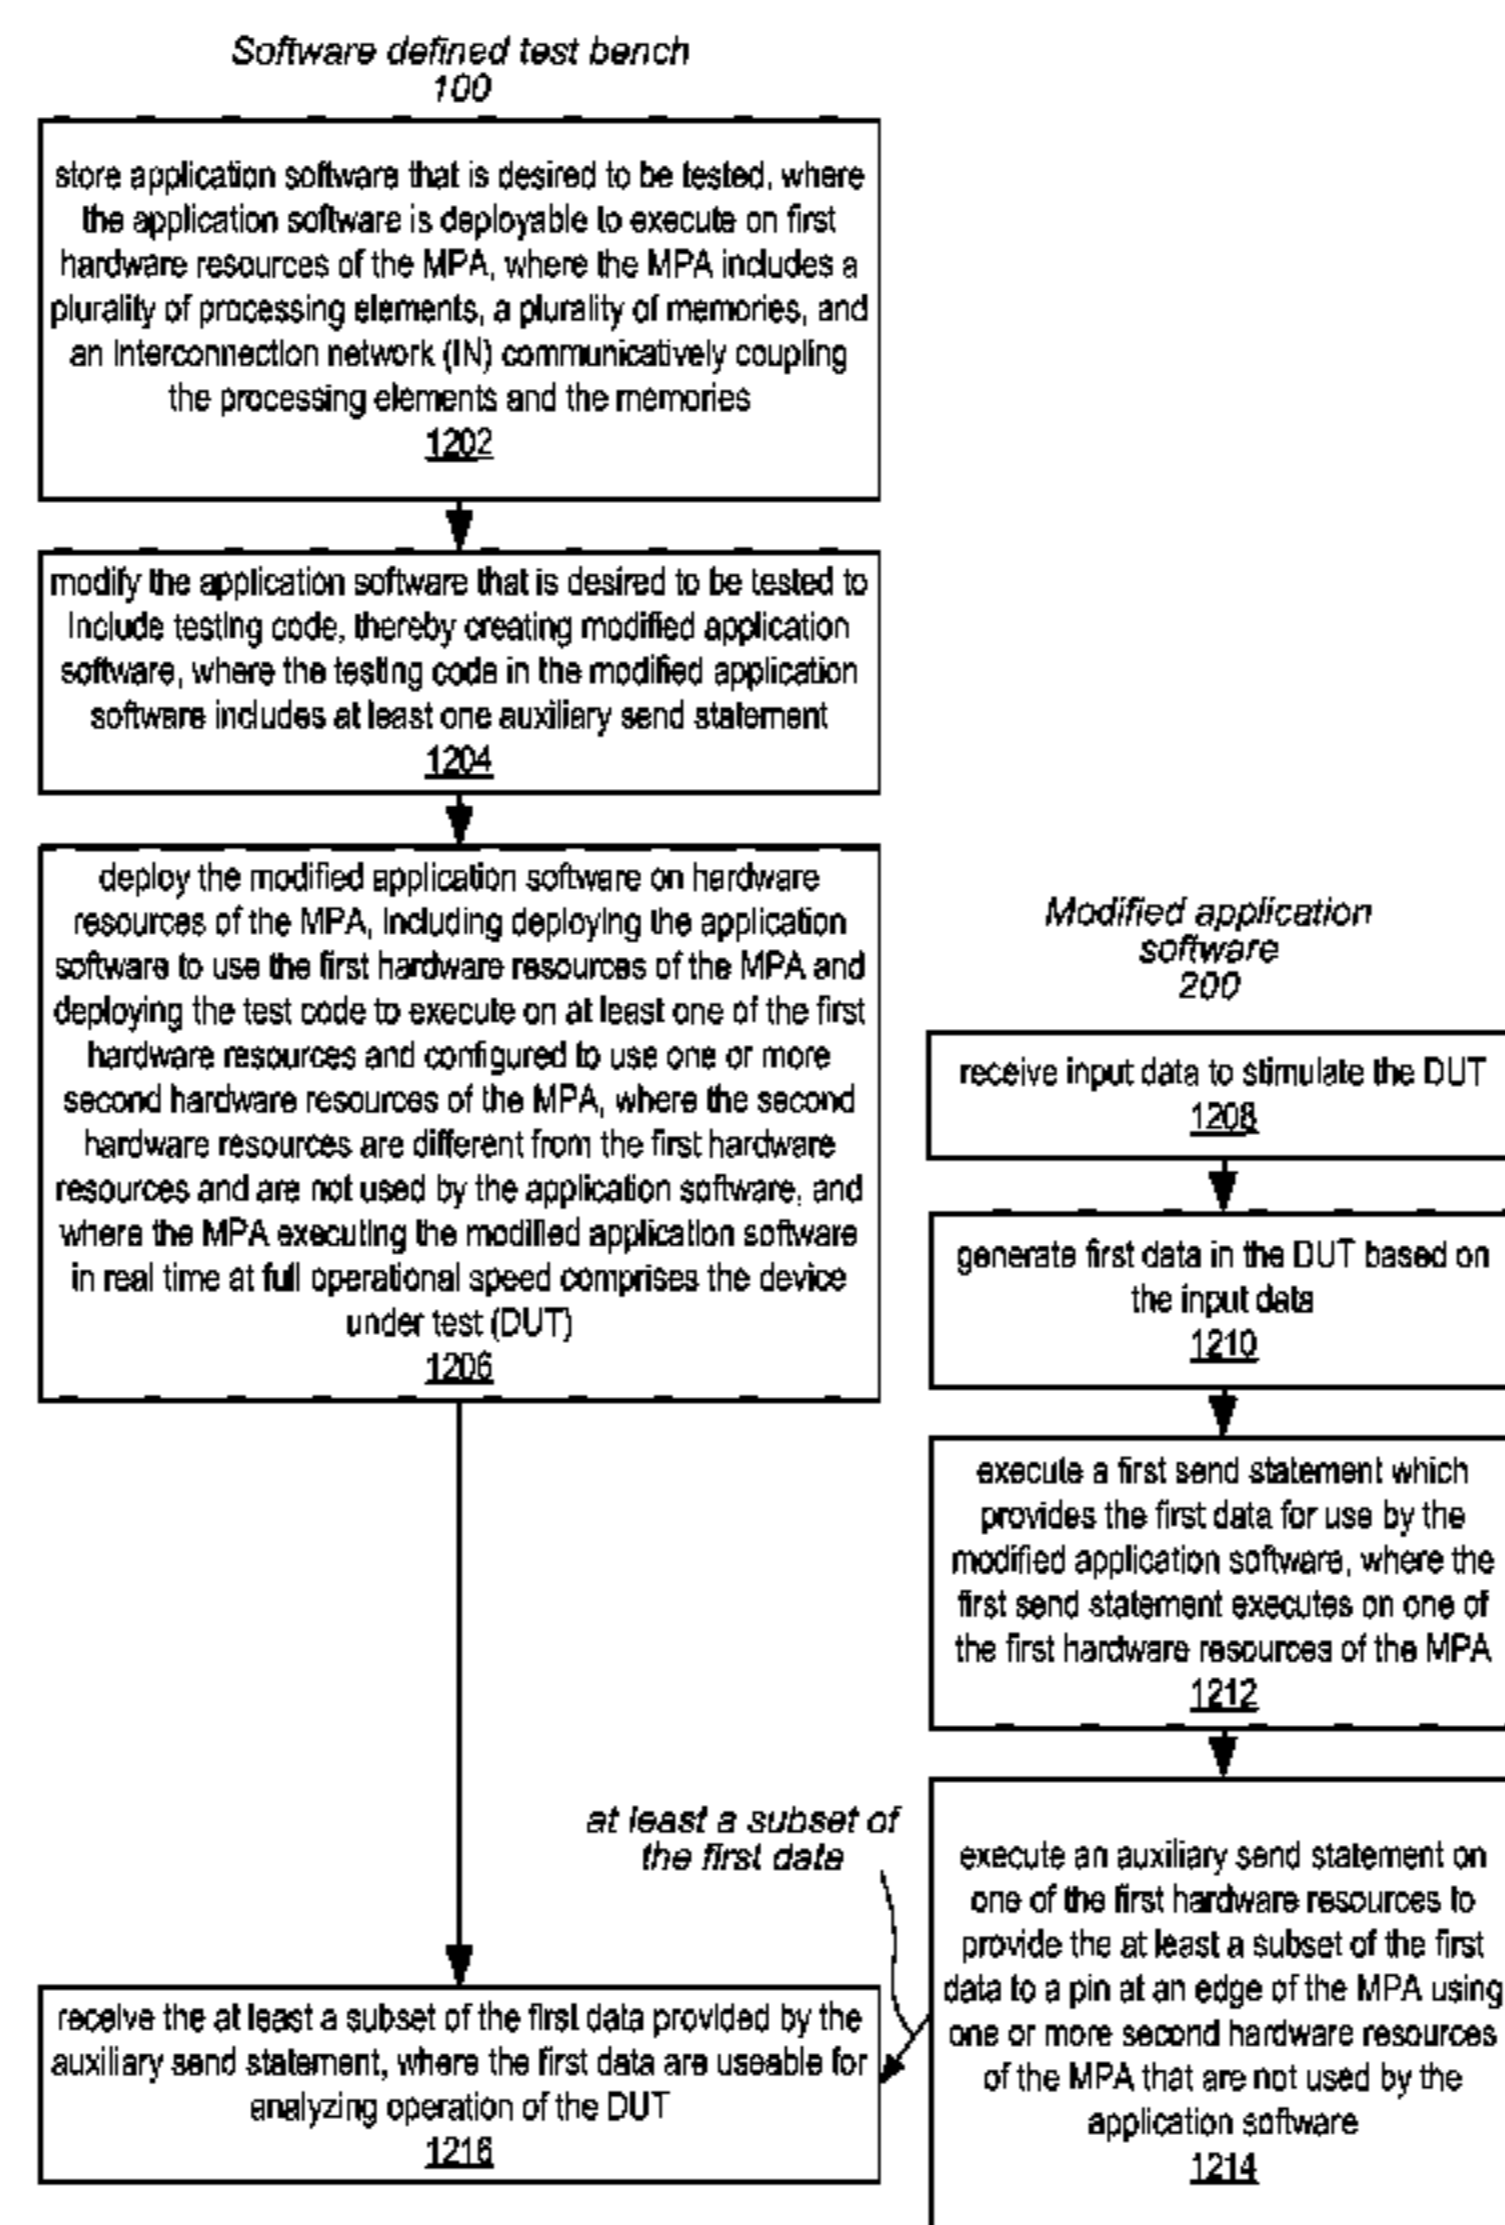 Software defined test bench
100
store application software that is desired to be tested, where
the application software is deployable to execute on first
hardware resources of the MPA, where the MPA includes a
plurality of processing elements, a plurality of memories, and
an interconnection network (IN) communicatively coupling
the processing elements and the memories
1202
modify the application software that is desired to be tested to
include testing code, thereby creating modified application
software, where the testing code in the modified application
software includes at least one auxiliary send statement
1204
deploy the modified application software on hardware
resources of the MPA, including deploying the application
software to use the first hardware resources of the MPA and
deploying the test code to execute on at least one of the first
hardware resources and configured to use one or more
second hardware resources of the MPA, where the second
hardware resources are different from the first hardware
resources and are not used by the application software, and
where the MPA executing the modified application software
in real time at full operational speed comprises the device
under test (DUT)
1206
Modified application
software
200
receive input data to stimulate the DUT
1208
generate first data in the DUT based on
the input data
1210
execute a first send statement which
provides the first data for use by the
modified application software, where the
first send statement executes on one of
the first hardware resources of the MPA
1212
execute an auxiliary send statement on
one of the first hardware resources to
provide the at least a subset of the first
data to a pin at an edge of the MPA using
one or more second hardware resources
of the MPA that are not used by the
application software
1214
at least a subset of
the first data
receive the at least a subset of the first data provided by the
auxiliary send statement, where the first data are useable for
analyzing operation of the DUT
1216